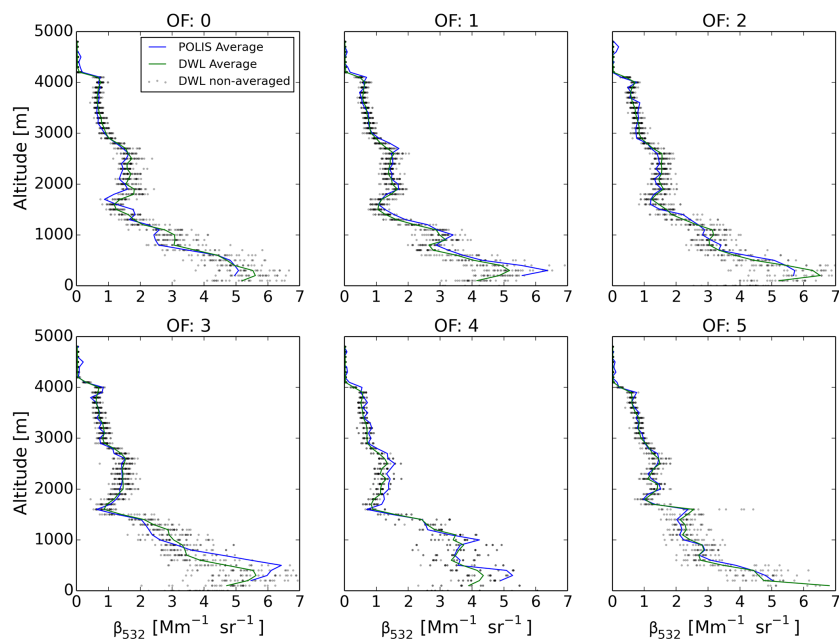 OF: 0 OF: 1 OF: 2
5000 4000 3000 2000 1000 0
Altitude [m]
POLIS Average
DWL Average
DWL non-averaged
0 1 2 3 4 5 6 7
0 1 2 3 4 5 6 7
0 1 2 3 4 5 6 7
OF: 3 OF: 4 OF: 5
5000 4000 3000 2000 1000 0
Altitude [m]
0 1 2 3 4 5 6 7
0 1 2 3 4 5 6 7
0 1 2 3 4 5 6 7
β₅₃₂ [Mm⁻¹ sr⁻¹ ]
β₅₃₂ [Mm⁻¹ sr⁻¹ ]
β₅₃₂ [Mm⁻¹ sr⁻¹ ]